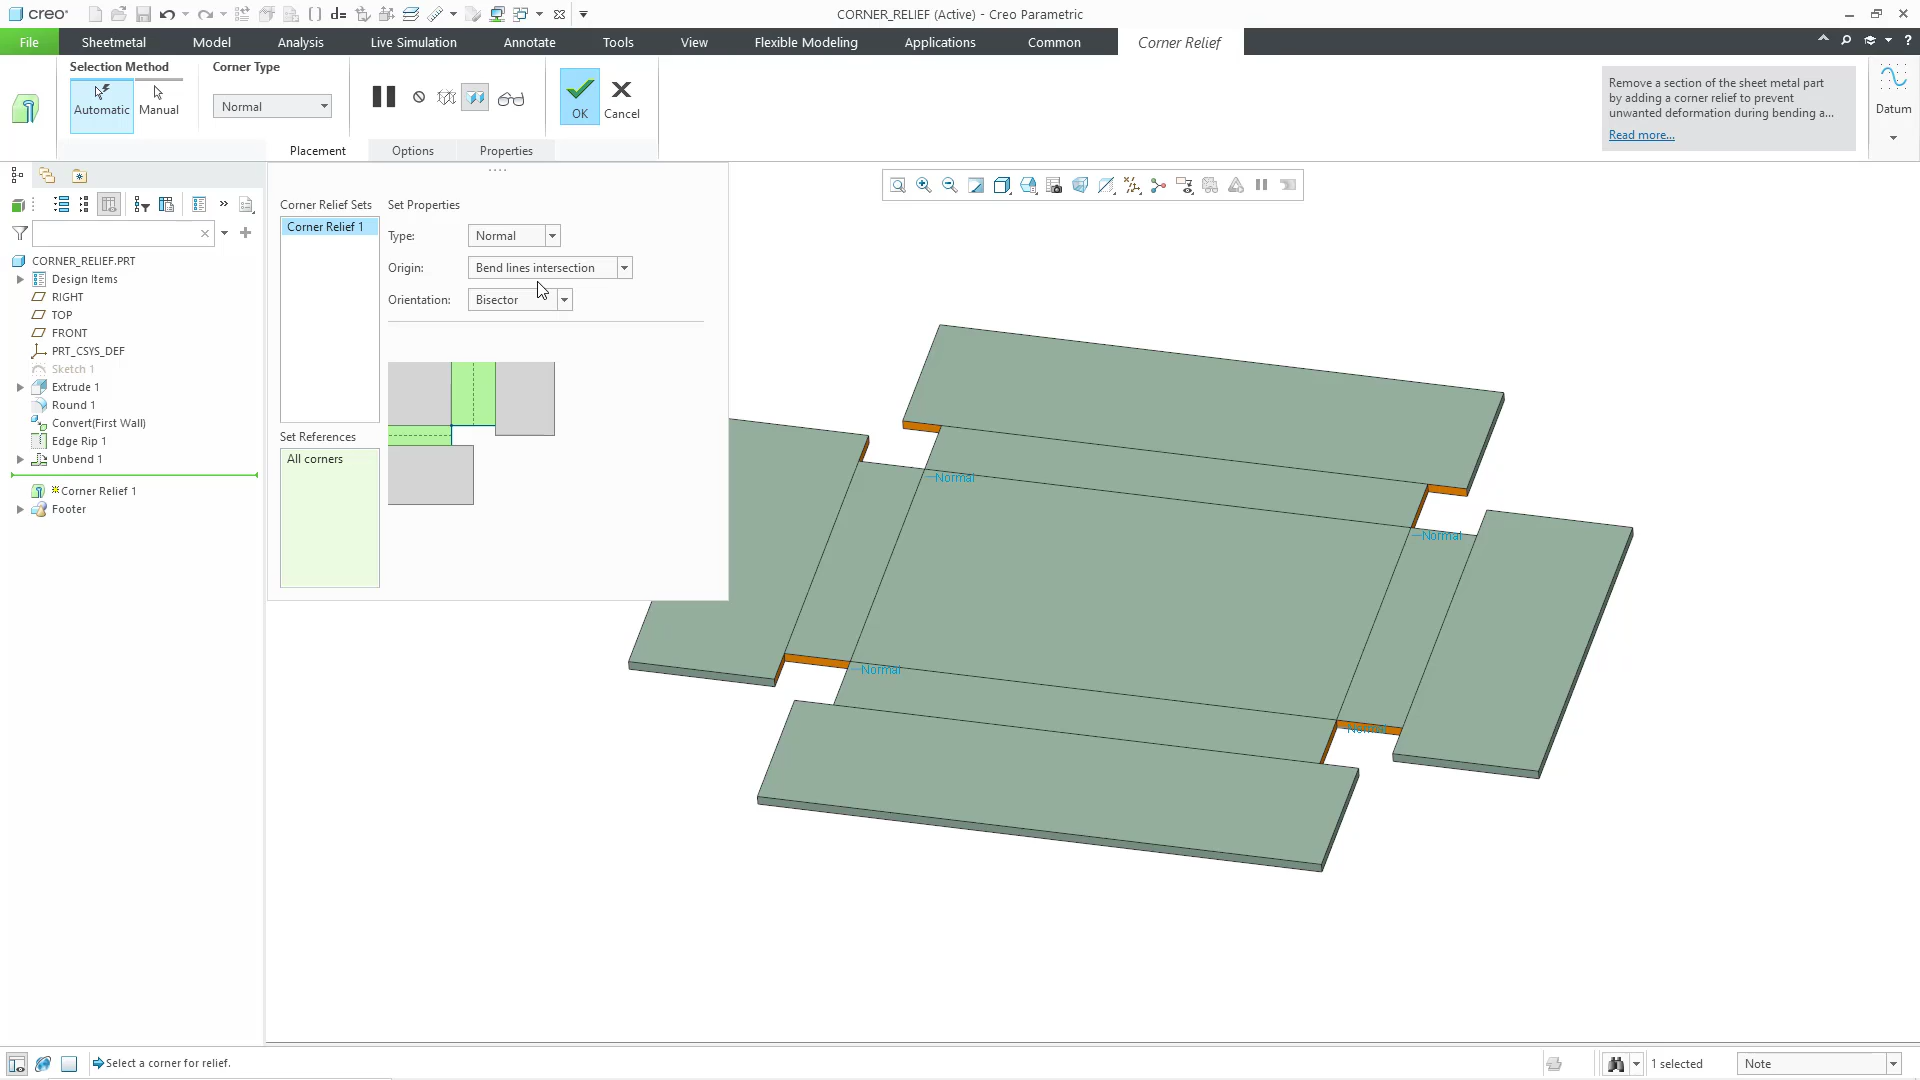 creo
CORNER_RELIEF (Active) - Creo Parametric
File
Sheetmetal
Model
Analysis
Live Simulation
Annotate
Tools
View
Flexible Modeling
Applications
Common
Corner Relief
Selection Method
Corner Type
Automatic
Manual
Normal
OK
Cancel
Remove a section of the sheet metal part
by adding a corner relief to prevent
unwanted deformation during bending a...
Read more...
Datum
Placement
Options
Properties
Corner Relief Sets
Set Properties
Corner Relief 1
Type:
Normal
Origin:
Bend lines intersection
Orientation:
Bisector
Set References
All corners
CORNER_RELIEF.PRT
Design Items
RIGHT
TOP
FRONT
PRT_CSYS_DEF
Sketch 1
Extrude 1
Round 1
Convert(First Wall)
Edge Rip 1
Unbend 1
Corner Relief 1
Footer
Normal
Normal
Normal
Normal
Select a corner for relief.
1 selected
Note